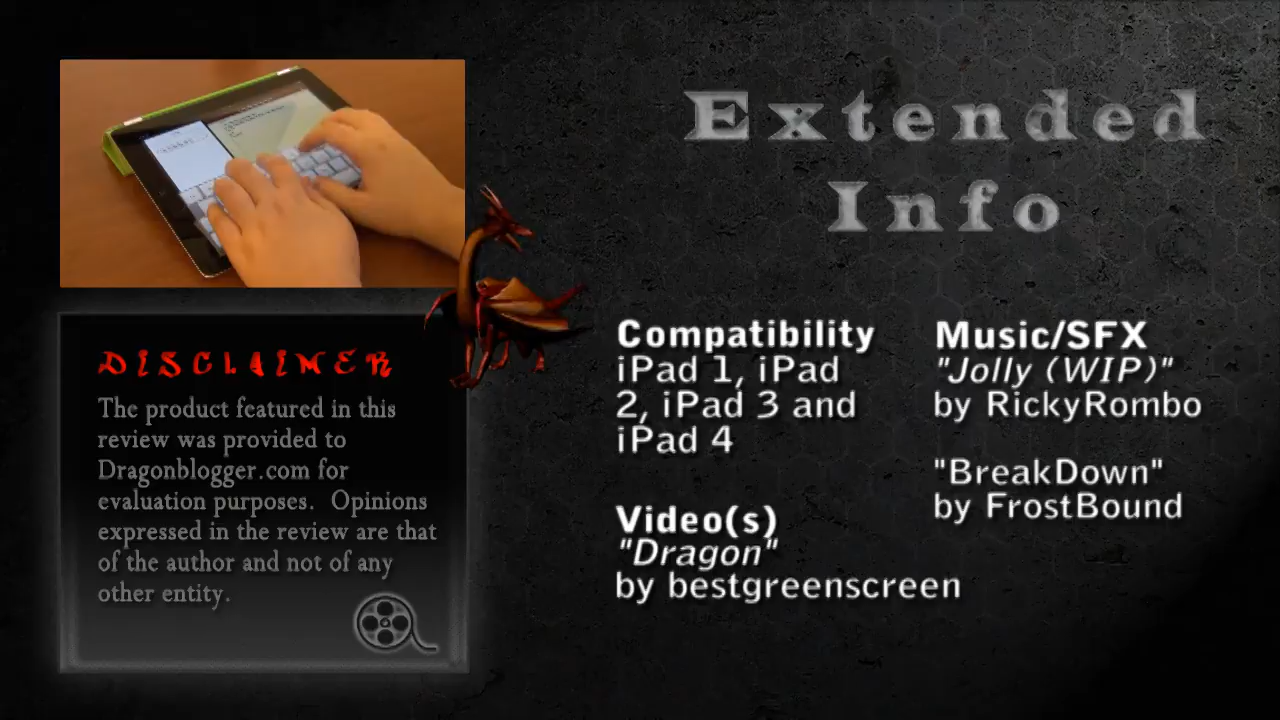 Extended
Info
DISCLAIMER
The product featured in this
review was provided to
Dragonblogger.com for
evaluation purposes.  Opinions
expressed in the review are that
of the author and not of any
other entity.
Compatibility
iPad 1, iPad
2, iPad 3 and
iPad 4
Video(s)
"Dragon"
by bestgreenscreen
Music/SFX
"Jolly (WIP)"
by RickyRombo
"BreakDown"
by FrostBound